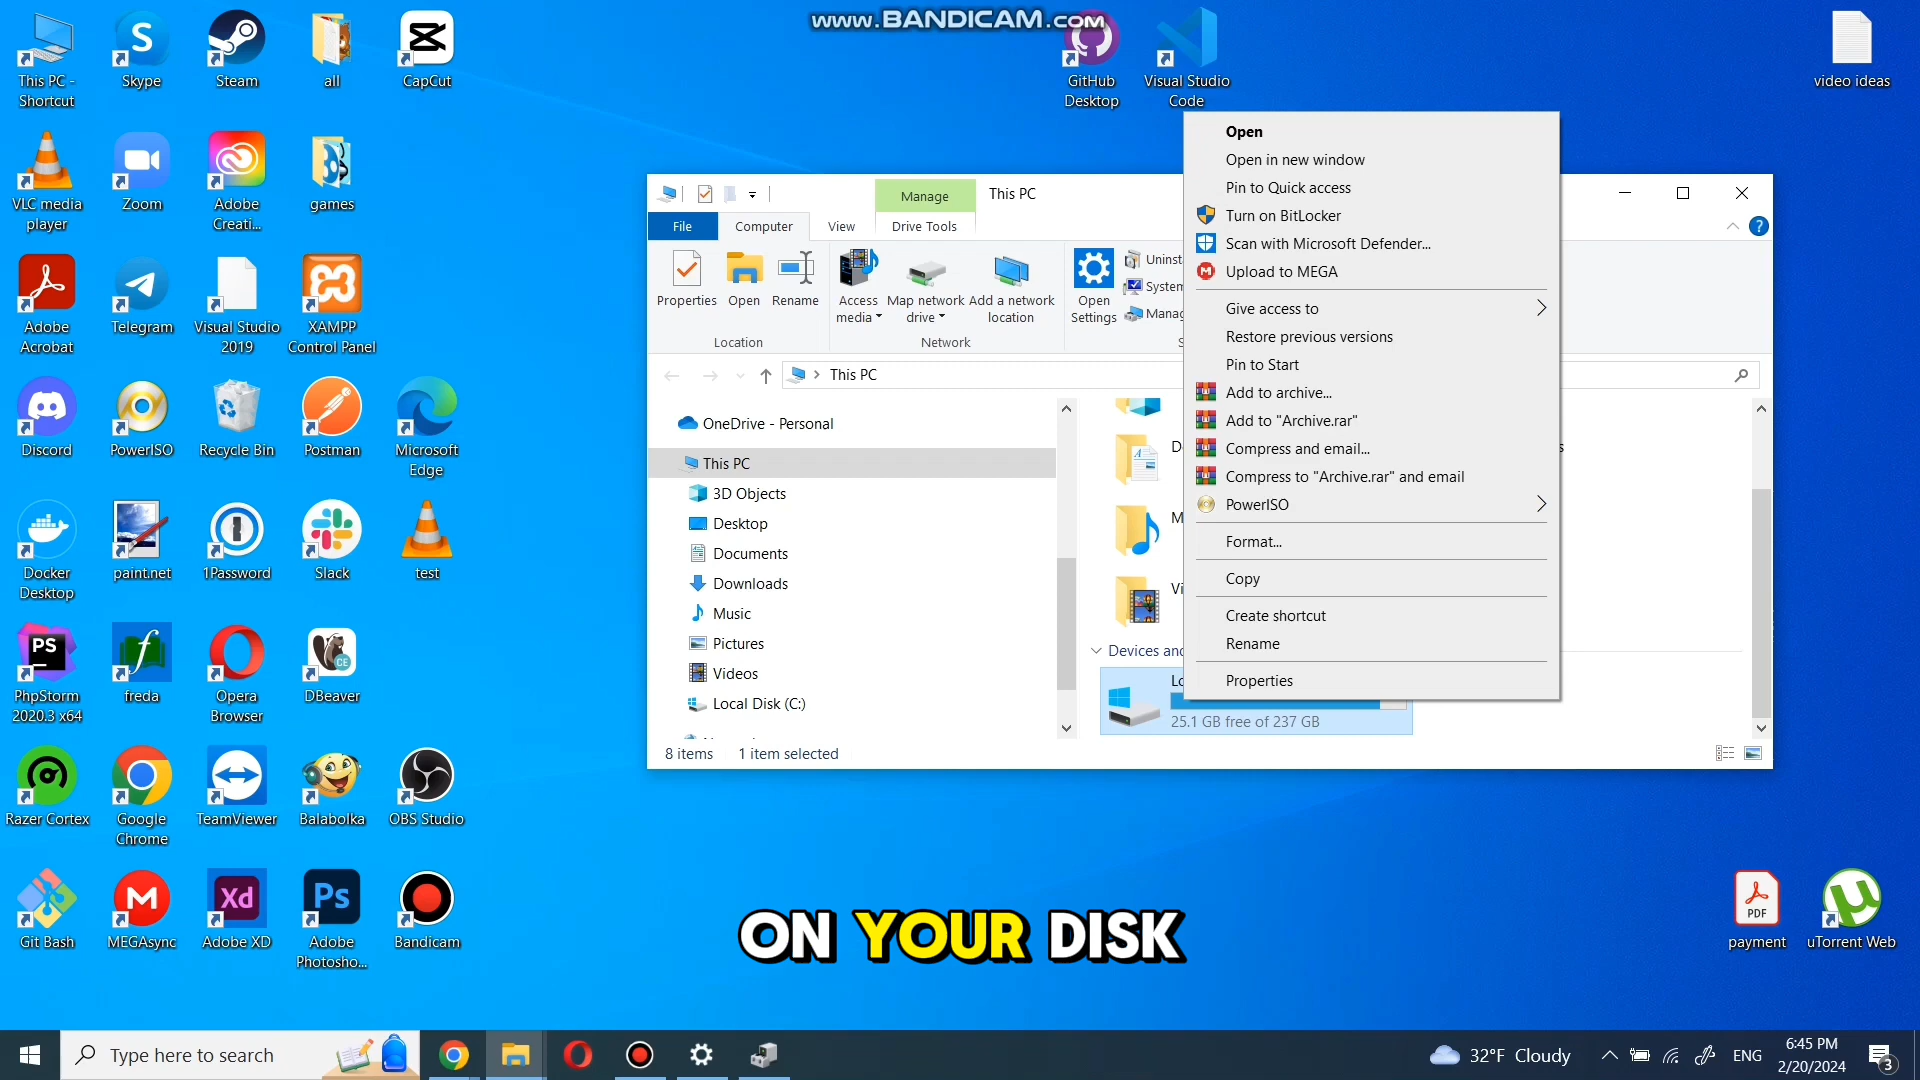 www.BANDICAM.com
This PC -
Shortcut
Skype
Steam
all
CapCut
GitHub
Desktop
Visual Studio
Code
video ideas
VLC media
player
Zoom
Adobe
Creati...
games
Adobe
Acrobat
Telegram
Visual Studio
2019
XAMPP
Control Panel
Discord
PowerISO
Recycle Bin
Postman
Microsoft
Edge
Docker
Desktop
paint.net
1Password
Slack
test
PhpStorm
2020.3 x64
freda
Opera
Browser
DBeaver
Razer Cortex
Google
Chrome
TeamViewer
Balabolka
OBS Studio
Git Bash
MEGAsync
Adobe XD
Adobe
Photosho...
Bandicam
Manage
This PC
File
Computer
View
Drive Tools
Properties
Open
Rename
Access
media
Map network
drive
Add a network
location
Open
Settings
Uninst
System
Manag
Location
Network
This PC
OneDrive - Personal
This PC
3D Objects
Desktop
Documents
Downloads
Music
Pictures
Videos
Local Disk (C:)
Devices and
25.1 GB free of 237 GB
8 items
1 item selected
Open
Open in new window
Pin to Quick access
Turn on BitLocker
Scan with Microsoft Defender...
Upload to MEGA
Give access to
Restore previous versions
Pin to Start
Add to archive...
Add to "Archive.rar"
Compress and email...
Compress to "Archive.rar" and email
PowerISO
Format...
Copy
Create shortcut
Rename
Properties
ON YOUR DISK
PDF
payment
uTorrent Web
Type here to search
32°F Cloudy
ENG
6:45 PM
2/20/2024
3